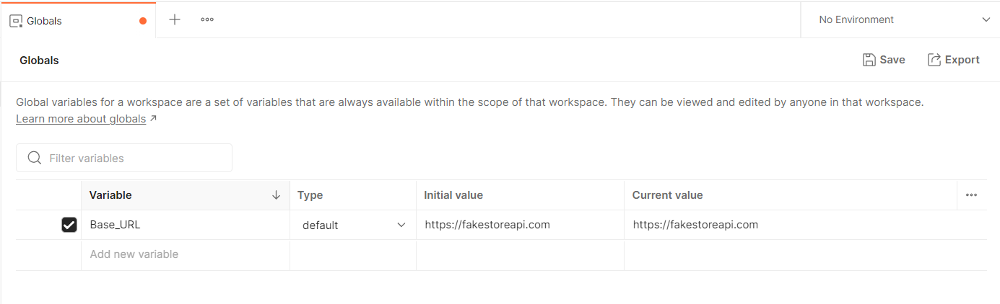 Globals
No Environment
Globals
Save
Export
Global variables for a workspace are a set of variables that are always available within the scope of that workspace. They can be viewed and edited by anyone in that workspace.
Learn more about globals ↗
Filter variables
Variable Type Initial value Current value
Base_URL default https://fakestoreapi.com https://fakestoreapi.com
Add new variable